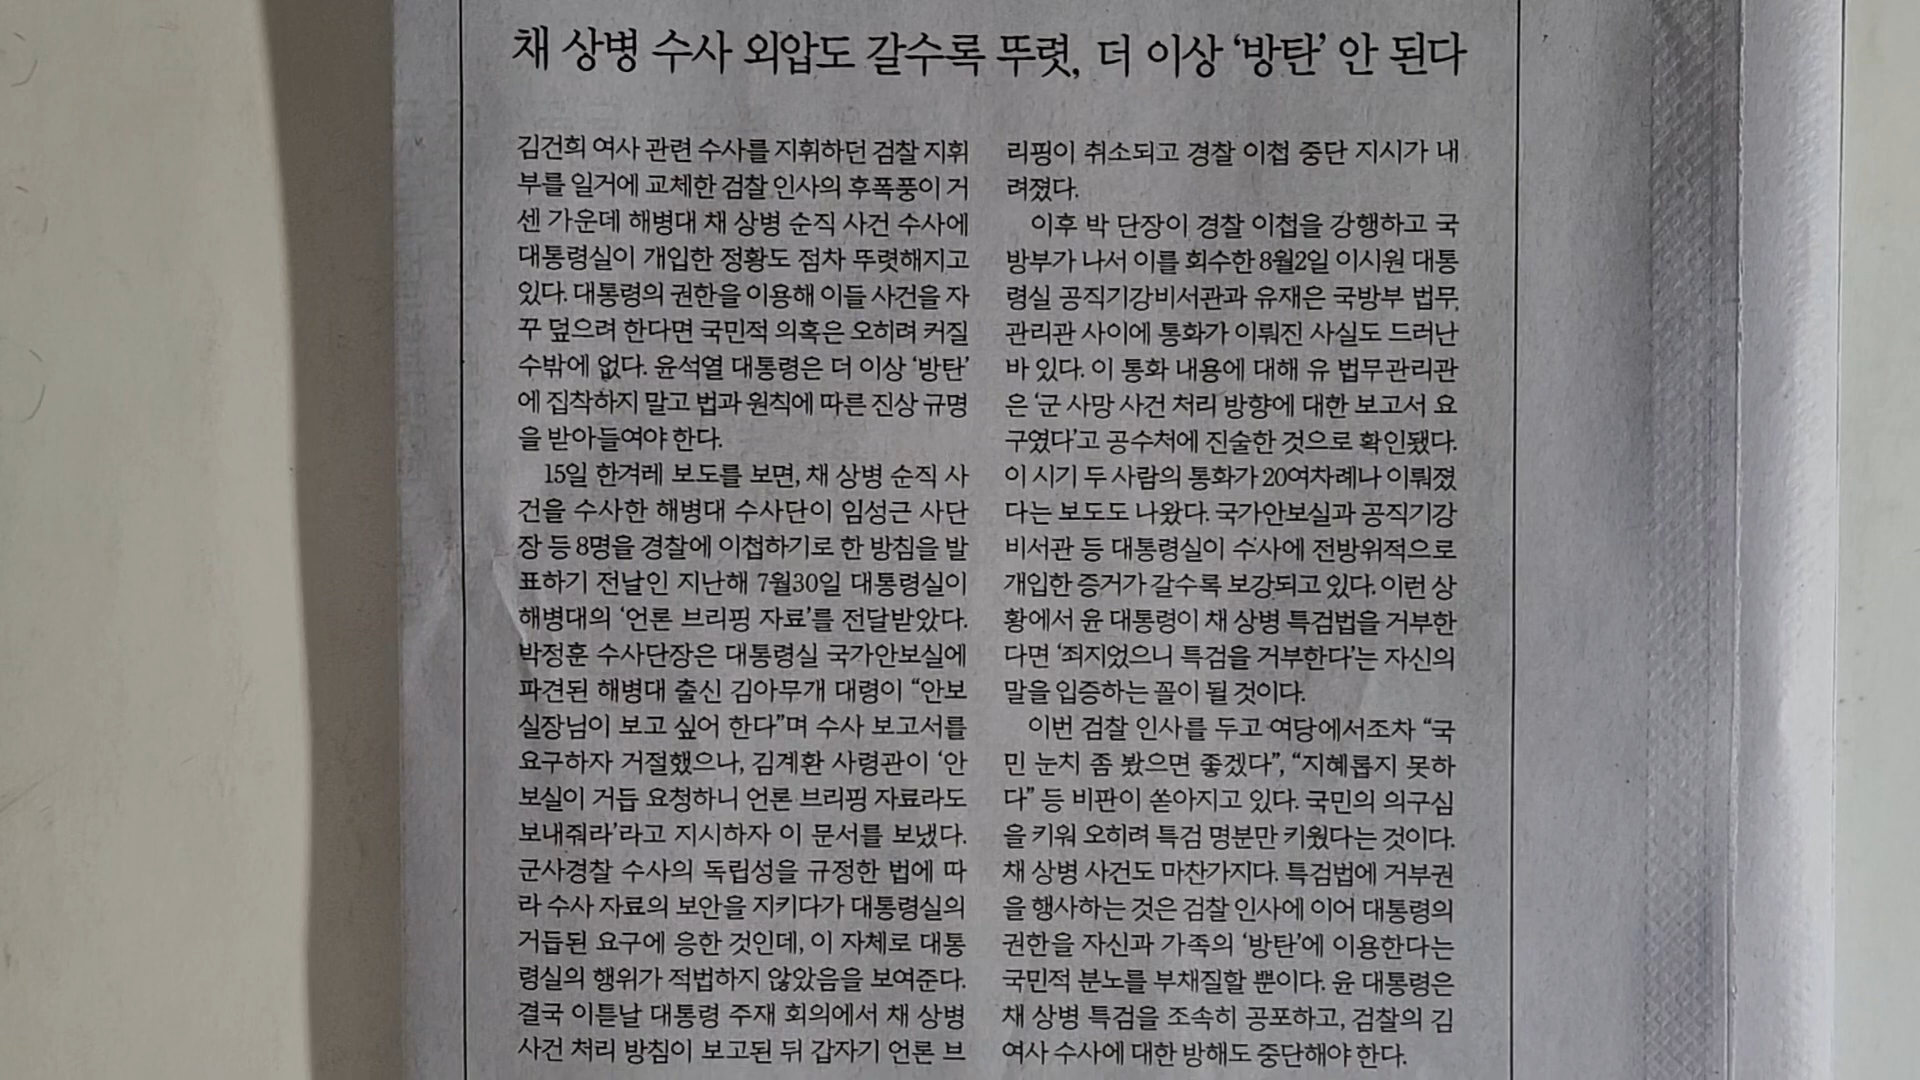 채 상병 수사 외압도 갈수록 뚜렷, 더 이상 ‘방탄’ 안 된다
김건희 여사 관련 수사를 지휘하던 검찰 지휘
부를 일거에 교체한 검찰 인사의 후폭풍이 거
센 가운데 해병대 채 상병 순직 사건 수사에
대통령실이 개입한 정황도 점차 뚜렷해지고
있다. 대통령의 권한을 이용해 이들 사건을 자
꾸 덮으려 한다면 국민적 의혹은 오히려 커질
수밖에 없다. 윤석열 대통령은 더 이상 ‘방탄’
에 집착하지 말고 법과 원칙에 따른 진상 규명
을 받아들여야 한다.
15일 한겨레 보도를 보면, 채 상병 순직 사
건을 수사한 해병대 수사단이 임성근 사단
장 등 8명을 경찰에 이첩하기로 한 방침을 발
표하기 전날인 지난해 7월30일 대통령실이
해병대의 ‘언론 브리핑 자료’를 전달받았다.
박정훈 수사단장은 대통령실 국가안보실에
파견된 해병대 출신 김아무개 대령이 “안보
실장님이 보고 싶어 한다”며 수사 보고서를
요구하자 거절했으나, 김계환 사령관이 ‘안
보실이 거듭 요청하니 언론 브리핑 자료라도
보내줘라’라고 지시하자 이 문서를 보냈다.
군사경찰 수사의 독립성을 규정한 법에 따
라 수사 자료의 보안을 지키다가 대통령실의
거듭된 요구에 응한 것인데, 이 자체로 대통
령실의 행위가 적법하지 않았음을 보여준다.
결국 이튿날 대통령 주재 회의에서 채 상병
사건 처리 방침이 보고된 뒤 갑자기 언론 브
리핑이 취소되고 경찰 이첩 중단 지시가 내
려졌다.
이후 박 단장이 경찰 이첩을 강행하고 국
방부가 나서 이를 회수한 8월2일 이시원 대통
령실 공직기강비서관과 유재은 국방부 법무
관리관 사이에 통화가 이뤄진 사실도 드러난
바 있다. 이 통화 내용에 대해 유 법무관리관
은 ‘군 사망 사건 처리 방향에 대한 보고서 요
구였다’고 공수처에 진술한 것으로 확인됐다.
이 시기 두 사람의 통화가 20여차례나 이뤄졌
다는 보도도 나왔다. 국가안보실과 공직기강
비서관 등 대통령실이 수사에 전방위적으로
개입한 증거가 갈수록 보강되고 있다. 이런 상
황에서 윤 대통령이 채 상병 특검법을 거부한
다면 ‘죄지었으니 특검을 거부한다’는 자신의
말을 입증하는 꼴이 될 것이다.
이번 검찰 인사를 두고 여당에서조차 “국
민 눈치 좀 봤으면 좋겠다”, “지혜롭지 못하
다” 등 비판이 쏟아지고 있다. 국민의 의구심
을 키워 오히려 특검 명분만 키웠다는 것이다.
채 상병 사건도 마찬가지다. 특검법에 거부권
을 행사하는 것은 검찰 인사에 이어 대통령의
권한을 자신과 가족의 ‘방탄’에 이용한다는
국민적 분노를 부채질할 뿐이다. 윤 대통령은
채 상병 특검을 조속히 공포하고, 검찰의 김
여사 수사에 대한 방해도 중단해야 한다.